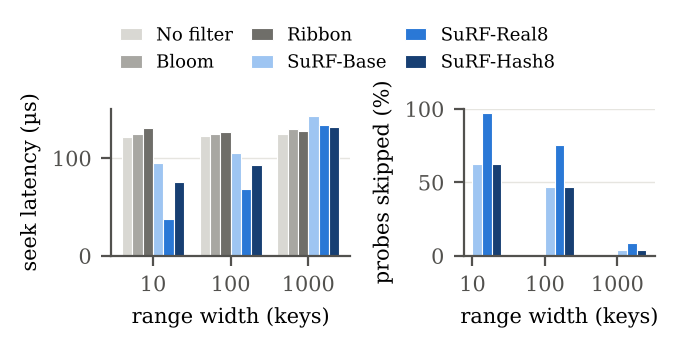 No filter Ribbon SuRF-Real8
Bloom SuRF-Base SuRF-Hash8
seek latency (µs)
100
0
10 100 1000
range width (keys)
probes skipped (%)
100
50
0
10 100 1000
range width (keys)